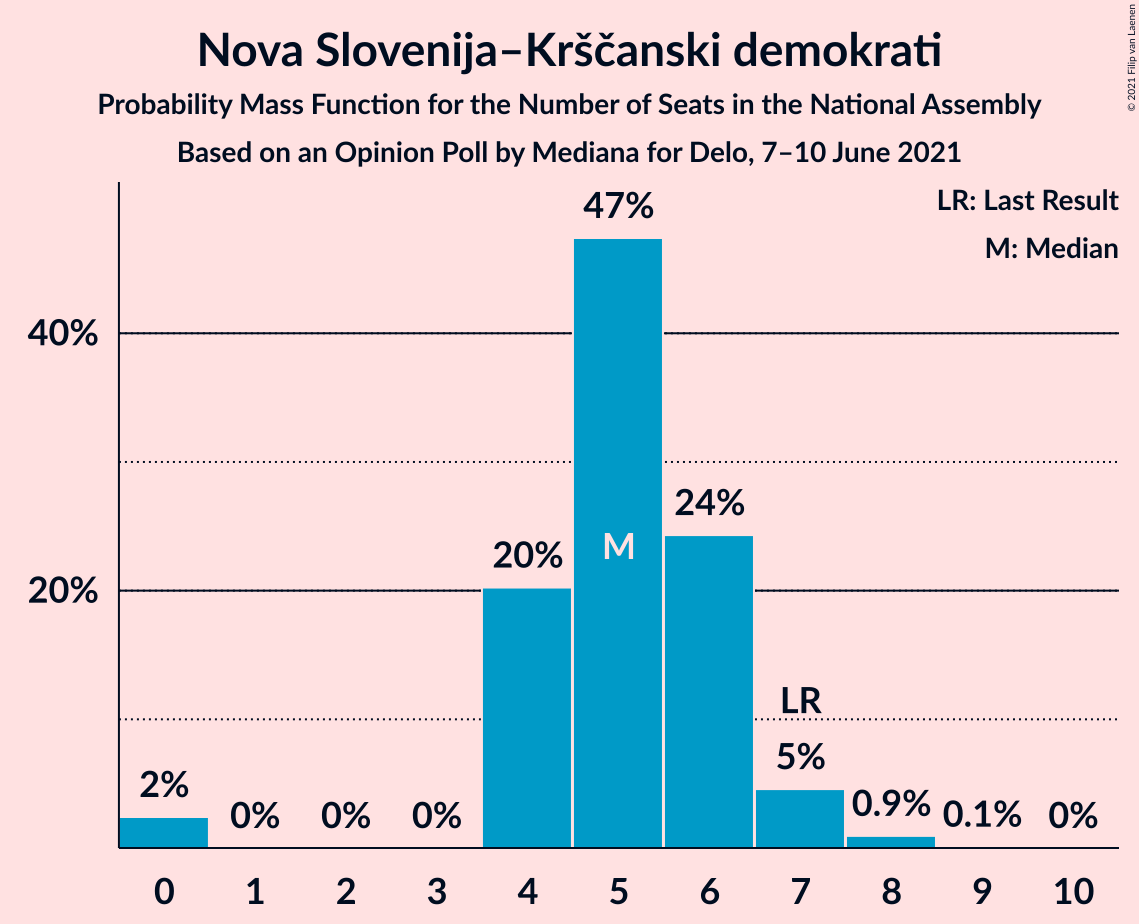 Nova Slovenija–Krščanski demokrati
Probability Mass Function for the Number of Seats in the National Assembly
Based on an Opinion Poll by Mediana for Delo, 7–10 June 2021
© 2021 Filip van Laenen
LR: Last Result
M: Median
47%
40%
24%
M
20%
20%
LR
5%
2%
0%
0%
0%
0.9%
0.1%
0%
0 1 2 3 4 5 6 7 8 9 10